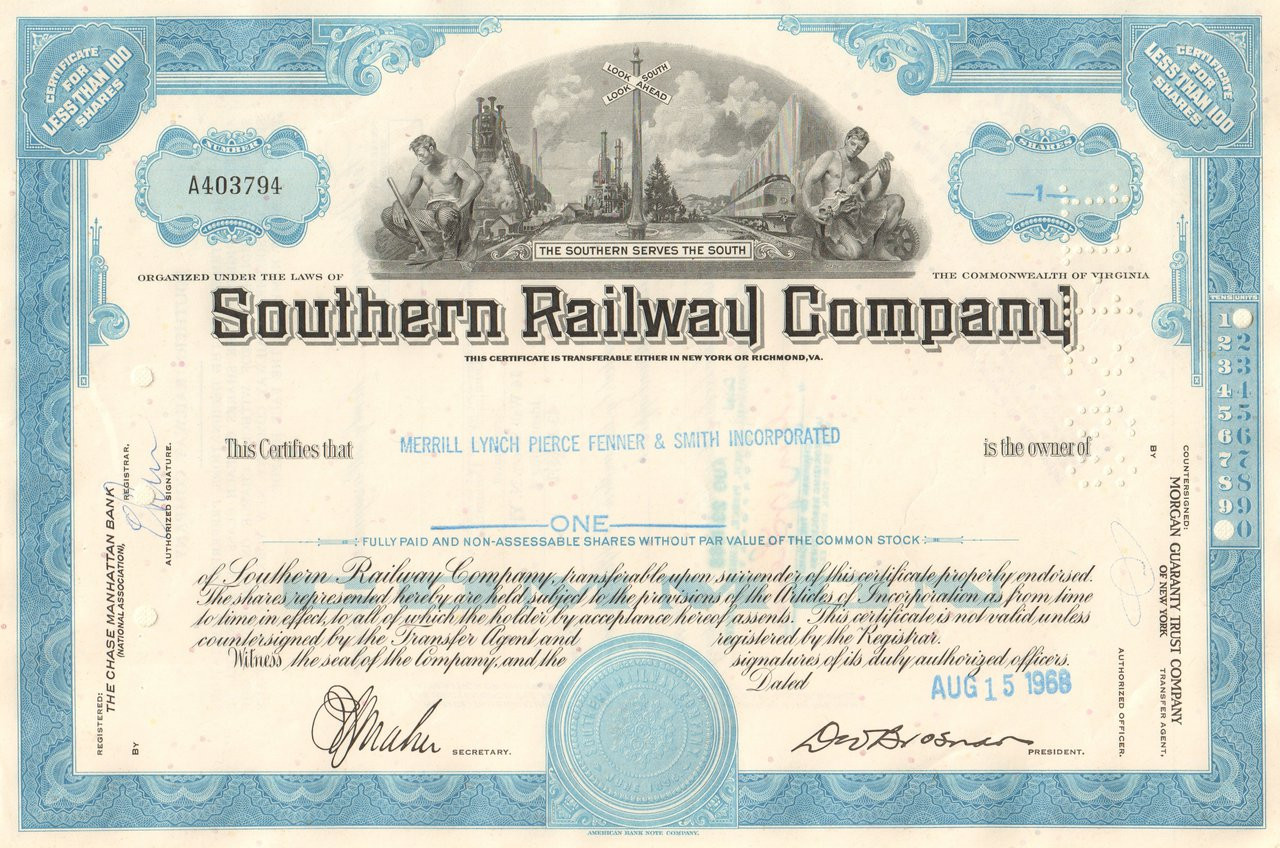 CERTIFICATE
FOR
LESS THAN 100
SHARES
CERTIFICATE
FOR
LESS THAN 100
SHARES
LOOK SOUTH
LOOK AHEAD
NUMBER
A403794
SHARES
1
THE SOUTHERN SERVES THE SOUTH
ORGANIZED UNDER THE LAWS OF
THE COMMONWEALTH OF VIRGINIA
Southern Railway Company
THIS CERTIFICATE IS TRANSFERABLE EITHER IN NEW YORK OR RICHMOND, VA.
TENS UNITS
1
2 2
3 3
4 4
5 5
6 6
7 7
8 8
9 9
0
This Certifies that MERRILL LYNCH PIERCE FENNER & SMITH INCORPORATED is the owner of
ONE
FULLY PAID AND NON-ASSESSABLE SHARES WITHOUT PAR VALUE OF THE COMMON STOCK
of Southern Railway Company, transferable upon surrender of this certificate properly endorsed.
The shares represented hereby are held subject to the provisions of the Articles of Incorporation as from time
to time in effect, to all of which the holder by acceptance hereof assents. This certificate is not valid unless
countersigned by the Transfer Agent and registered by the Registrar.
Witness the seal of the Company, and the signatures of its duly authorized officers.
Dated AUG 15 1968
SECRETARY.
PRESIDENT.
REGISTERED:
THE CHASE MANHATTAN BANK
(NATIONAL ASSOCIATION),
REGISTRAR.
BY
AUTHORIZED SIGNATURE.
COUNTERSIGNED:
MORGAN GUARANTY TRUST COMPANY
OF NEW YORK
TRANSFER AGENT,
BY
AUTHORIZED OFFICER.
AMERICAN BANK NOTE COMPANY.